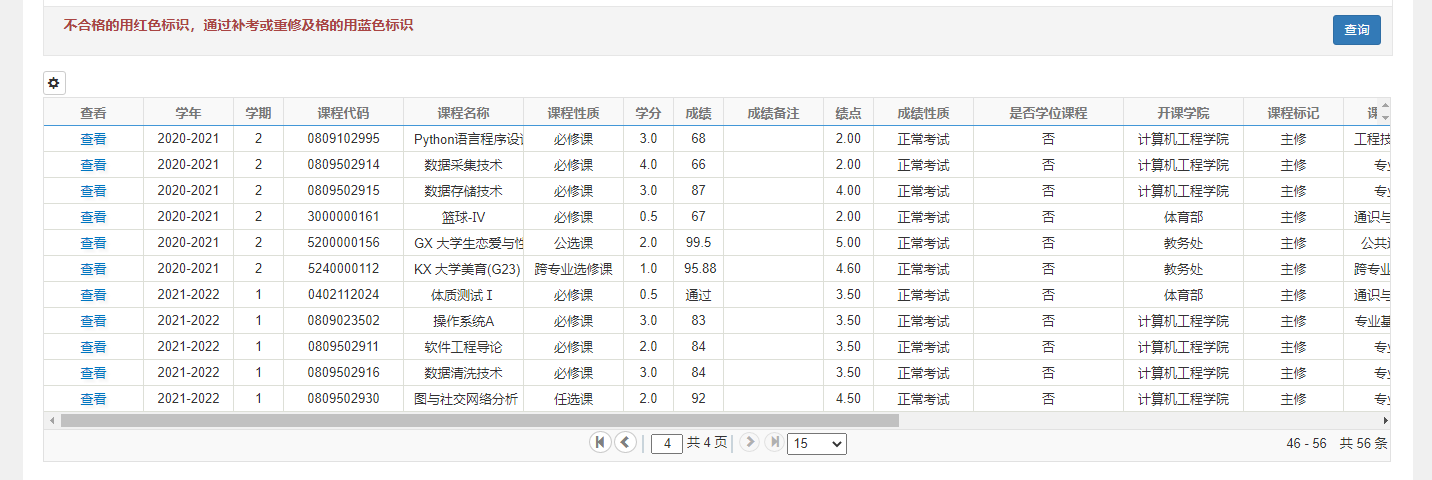 不合格的用红色标识，通过补考或重修及格的用蓝色标识
查询
查看 学年 学期 课程代码 课程名称 课程性质 学分 成绩 成绩备注 绩点 成绩性质 是否学位课程 开课学院 课程标记
查看 2020-2021 2 0809102995 Python语言程序设 必修课 3.0 68 2.00 正常考试 否 计算机工程学院 主修 工程技
查看 2020-2021 2 0809502914 数据采集技术 必修课 4.0 66 2.00 正常考试 否 计算机工程学院 主修 专
查看 2020-2021 2 0809502915 数据存储技术 必修课 3.0 87 4.00 正常考试 否 计算机工程学院 主修 专
查看 2020-2021 2 3000000161 篮球-IV 必修课 0.5 67 2.00 正常考试 否 体育部 主修 通识与
查看 2020-2021 2 5200000156 GX 大学生恋爱与性 公选课 2.0 99.5 5.00 正常考试 否 教务处 主修 公共
查看 2020-2021 2 5240000112 KX 大学美育(G23) 跨专业选修课 1.0 95.88 4.60 正常考试 否 教务处 主修 跨专业
查看 2021-2022 1 0402112024 体质测试Ⅰ 必修课 0.5 通过 3.50 正常考试 否 体育部 主修 通识与
查看 2021-2022 1 0809023502 操作系统A 必修课 3.0 83 3.50 正常考试 否 计算机工程学院 主修 专业基
查看 2021-2022 1 0809502911 软件工程导论 必修课 2.0 84 3.50 正常考试 否 计算机工程学院 主修 专
查看 2021-2022 1 0809502916 数据清洗技术 必修课 3.0 84 3.50 正常考试 否 计算机工程学院 主修 专
查看 2021-2022 1 0809502930 图与社交网络分析 任选课 2.0 92 4.50 正常考试 否 计算机工程学院 主修 专
4 共 4 页 15 46 - 56 共 56 条